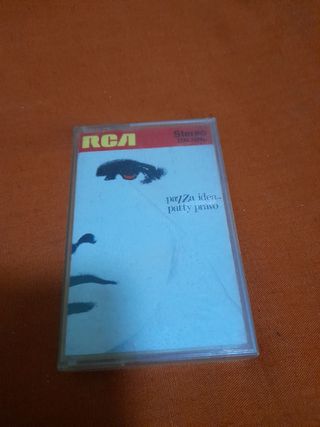 RCA
Stereo
pazza idea...
patty pravo